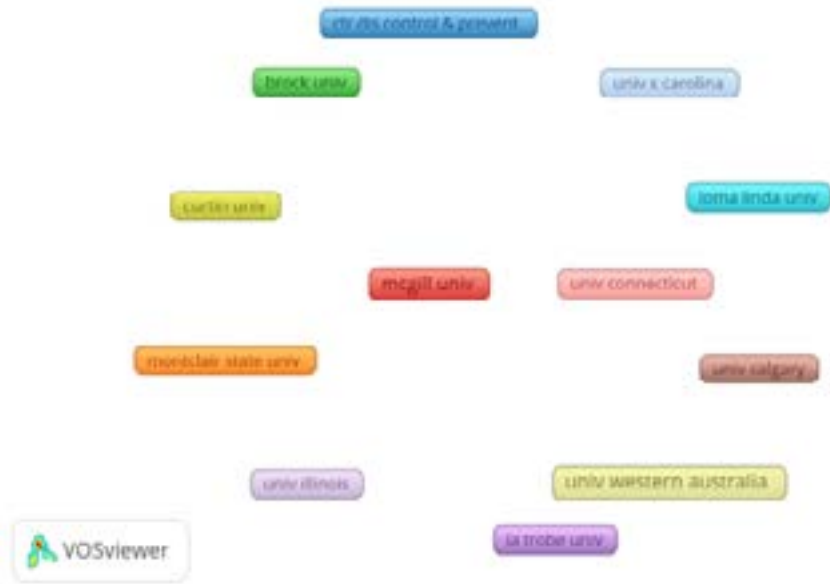 ctr dis control & prevent
brock univ
univ s carolina
curtin univ
loma linda univ
mcgill univ
univ connecticut
montclair state univ
univ calgary
univ illinois
univ western australia
la trobe univ
VOSviewer